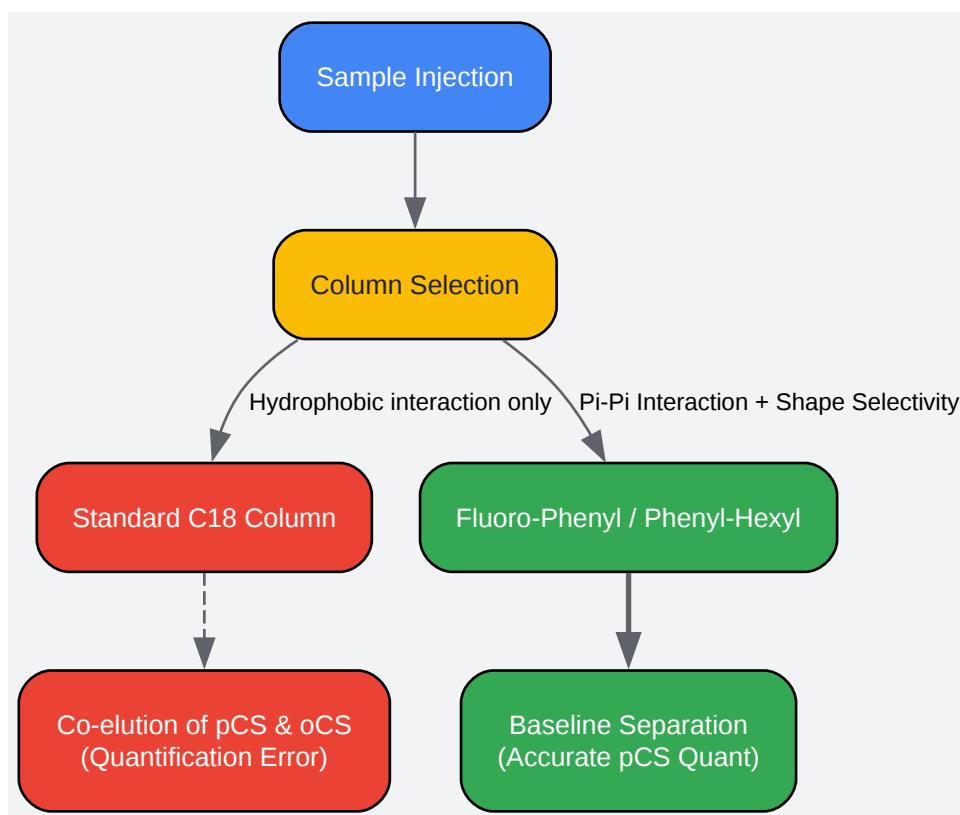 Sample Injection
Column Selection
Hydrophobic interaction only
Pi-Pi Interaction + Shape Selectivity
Standard C18 Column
Fluoro-Phenyl / Phenyl-Hexyl
Co-elution of pCS & oCS
(Quantification Error)
Baseline Separation
(Accurate pCS Quant)